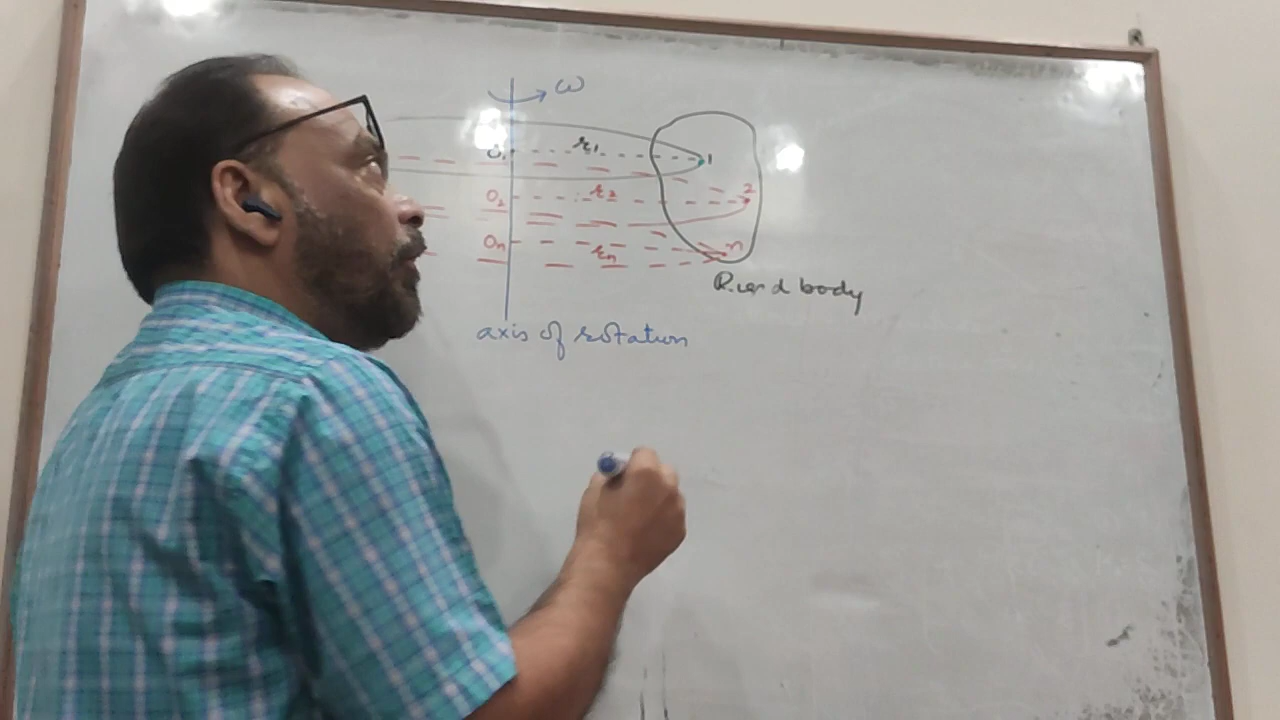 ω
O₁ r₁ 1
O₂ r₂ 2
Oₙ rₙ n
Rigid body
axis of rotation